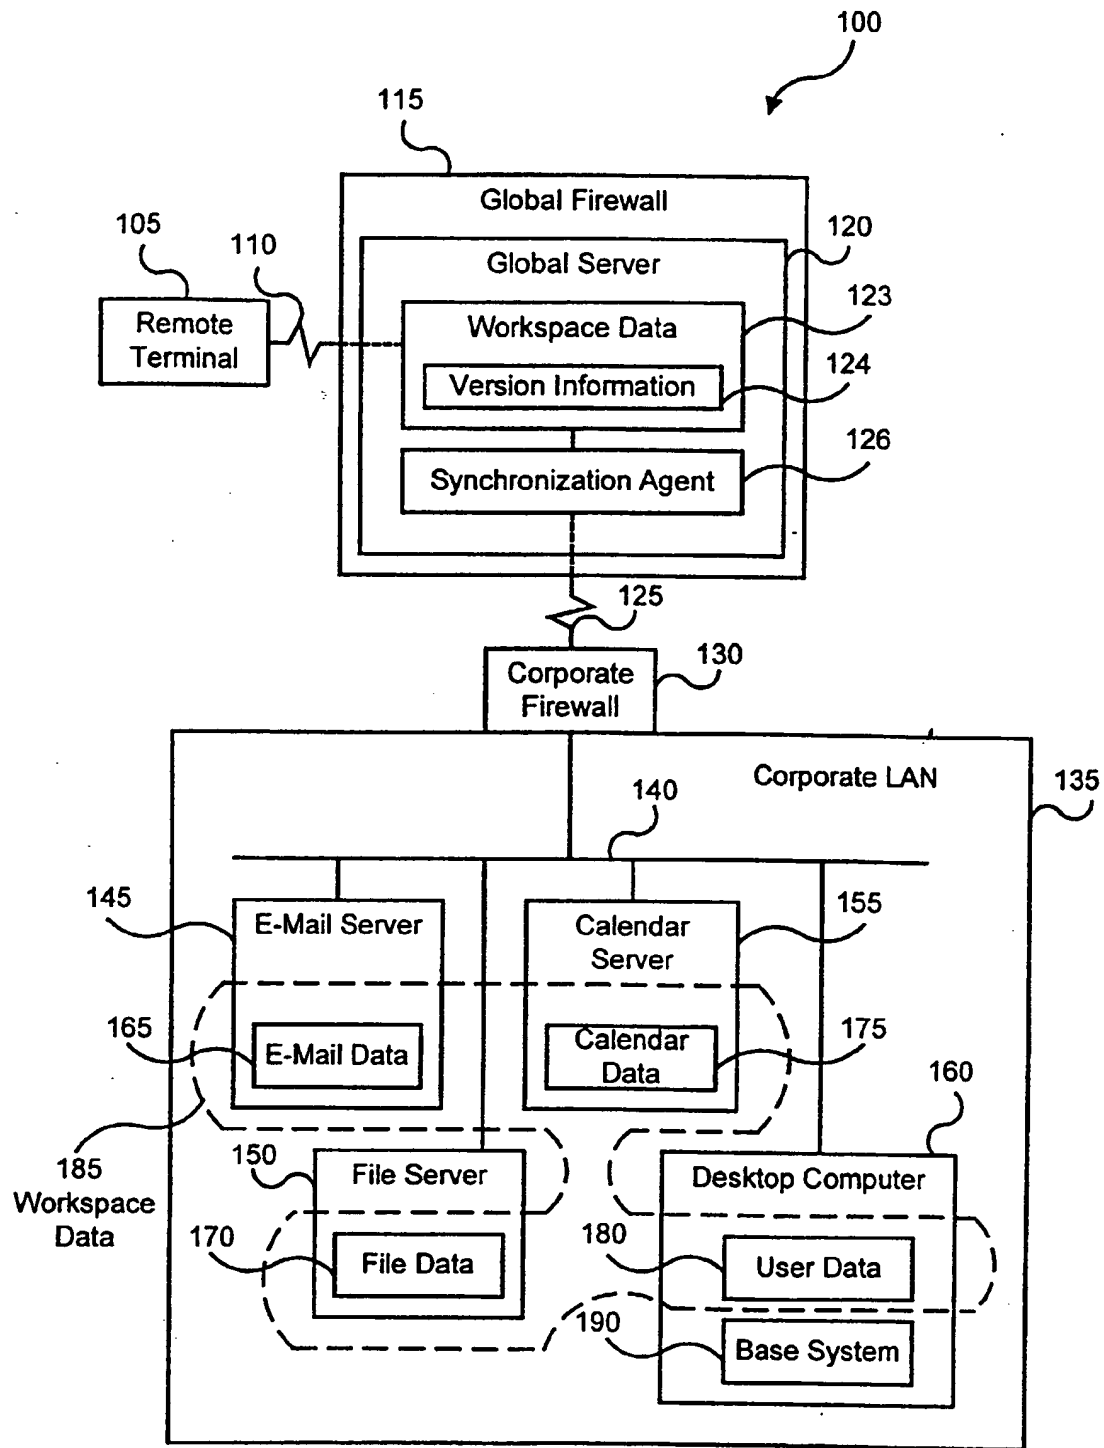 100
115
Global Firewall
105
110
120
Global Server
123
Remote
Terminal
Workspace Data
124
Version Information
126
Synchronization Agent
125
130
Corporate
Firewall
Corporate LAN
135
140
145
E-Mail Server
Calendar
Server
155
165
E-Mail Data
Calendar
Data
175
160
185
Workspace
Data
150
File Server
Desktop Computer
170
File Data
180
User Data
190
Base System